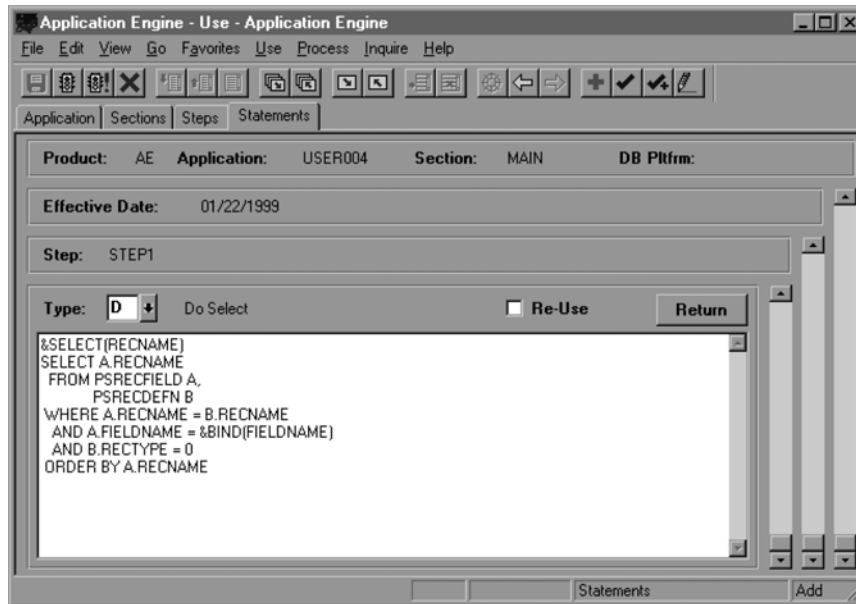 Application Engine - Use - Application Engine
File Edit View Go Favorites Use Process Inquire Help
Application Sections Steps Statements
Product: AE Application: USER004 Section: MAIN DB Pltfrm:
Effective Date: 01/22/1999
Step: STEP1
Type: D Do Select Re-Use Return
&SELECT(RECNAME)
SELECT A.RECNAME
FROM PSRECFIELD A,
PSRECDEFN B
WHERE A.RECNAME = B.RECNAME
AND A.FIELDNAME = &BIND(FIELDNAME)
AND B.RECTYPE = 0
ORDER BY A.RECNAME
Statements Add